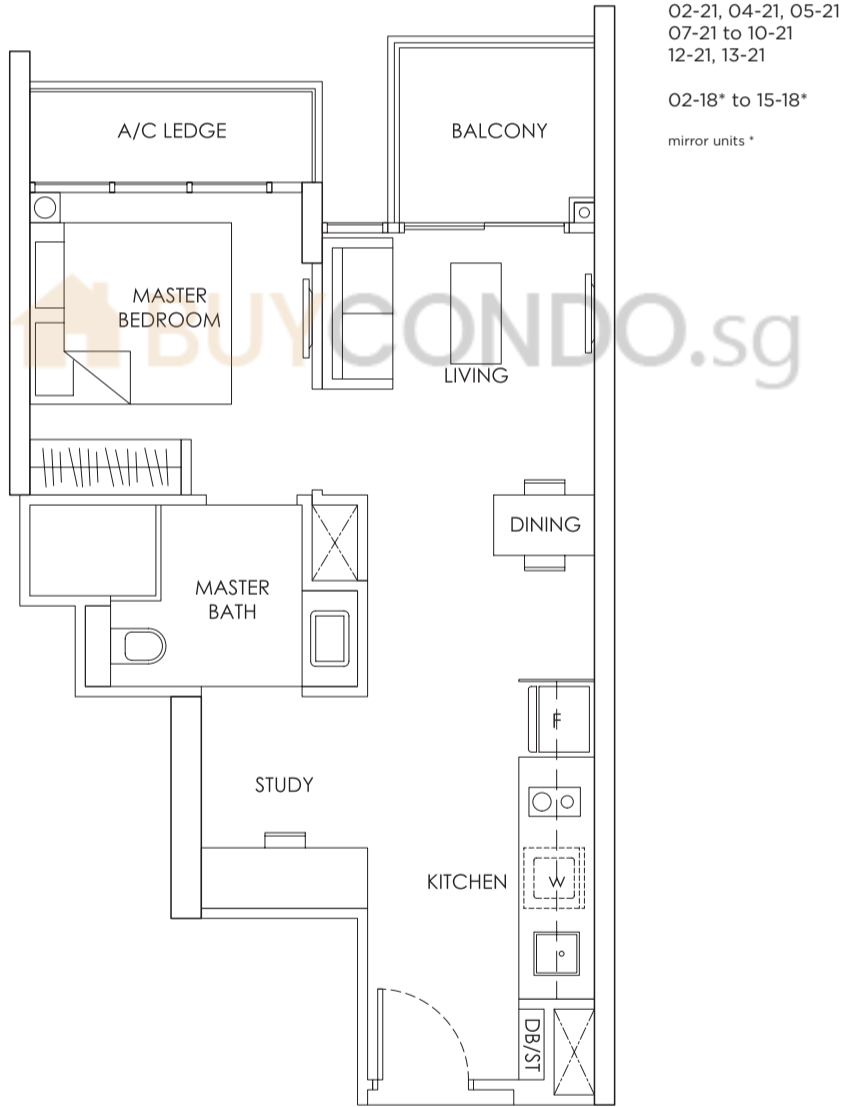 02-21, 04-21, 05-21
07-21 to 10-21
12-21, 13-21
02-18* to 15-18*
mirror units *
A/C LEDGE
BALCONY
MASTER
BEDROOM
BUYCONDO.sg
LIVING
DINING
MASTER
BATH
F
STUDY
KITCHEN
W
DB/ST